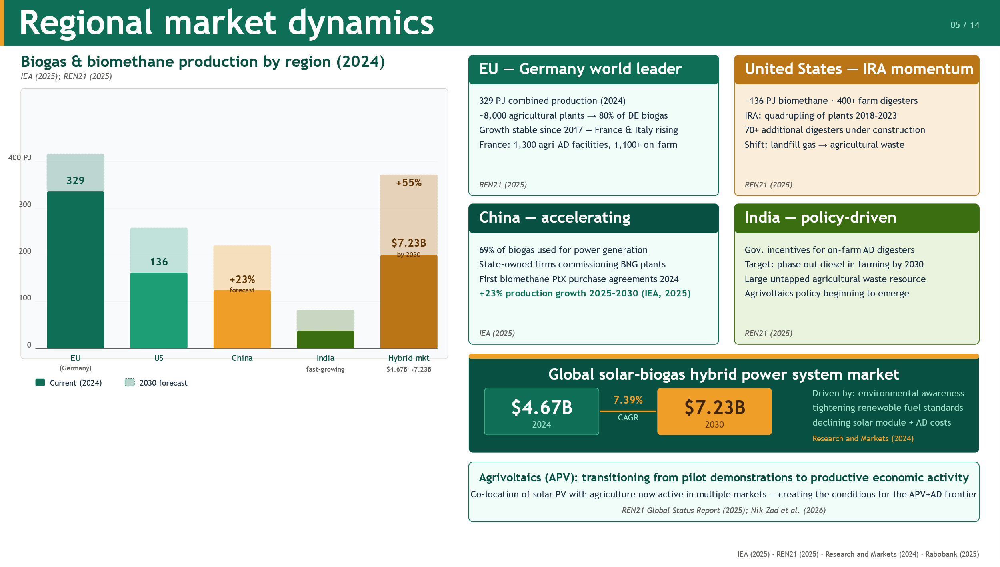 Regional market dynamics
05 / 14
Biogas & biomethane production by region (2024)
IEA (2025); REN21 (2025)
400 PJ
300
200
100
0
329
136
+23%
forecast
+55%
$7.23B
by 2030
EU
(Germany)
US
China
India
fast-growing
Hybrid mkt
$4.67B→7.23B
Current (2024)
2030 forecast
EU — Germany world leader
329 PJ combined production (2024)
~8,000 agricultural plants → 80% of DE biogas
Growth stable since 2017 — France & Italy rising
France: 1,300 agri-AD facilities, 1,100+ on-farm
REN21 (2025)
United States — IRA momentum
~136 PJ biomethane · 400+ farm digesters
IRA: quadrupling of plants 2018–2023
70+ additional digesters under construction
Shift: landfill gas → agricultural waste
REN21 (2025)
China — accelerating
69% of biogas used for power generation
State-owned firms commissioning BNG plants
First biomethane PtX purchase agreements 2024
+23% production growth 2025–2030 (IEA, 2025)
IEA (2025)
India — policy-driven
Gov. incentives for on-farm AD digesters
Target: phase out diesel in farming by 2030
Large untapped agricultural waste resource
Agrivoltaics policy beginning to emerge
REN21 (2025)
Global solar-biogas hybrid power system market
$4.67B
2024
7.39%
CAGR
$7.23B
2030
Driven by: environmental awareness
tightening renewable fuel standards
declining solar module + AD costs
Research and Markets (2024)
Agrivoltaics (APV): transitioning from pilot demonstrations to productive economic activity
Co-location of solar PV with agriculture now active in multiple markets — creating the conditions for the APV+AD frontier
REN21 Global Status Report (2025); Nik Zad et al. (2026)
IEA (2025) · REN21 (2025) · Research and Markets (2024) · Rabobank (2025)